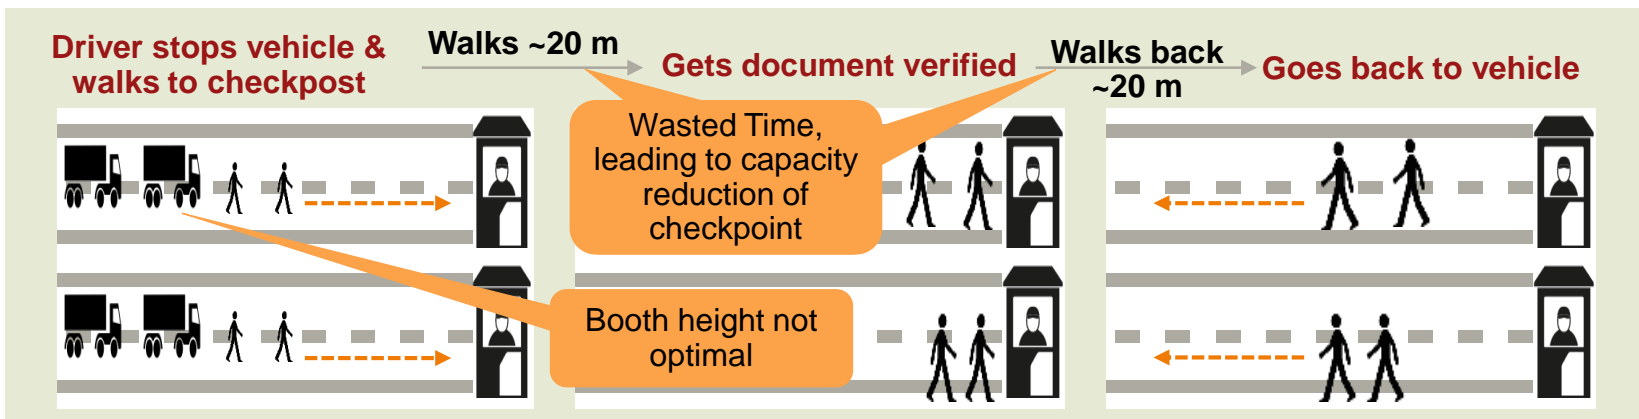 Driver stops vehicle &
walks to checkpost
Walks ~20 m
Gets document verified
Walks back
~20 m
Goes back to vehicle
Wasted Time,
leading to capacity
reduction of
checkpoint
Booth height not
optimal